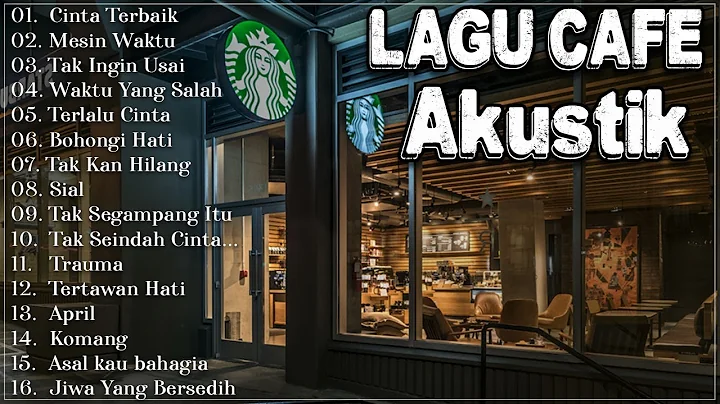 LAGU CAFE
Akustik
01. Cinta Terbaik
02. Mesin Waktu
03. Tak Ingin Usai
04. Waktu Yang Salah
05. Terlalu Cinta
06. Bohongi Hati
07. Tak Kan Hilang
08. Sial
09. Tak Segampang Itu
10. Tak Seindah Cinta...
11. Trauma
12. Tertawan Hati
13. April
14. Komang
15. Asal kau bahagia
16. Jiwa Yang Bersedih